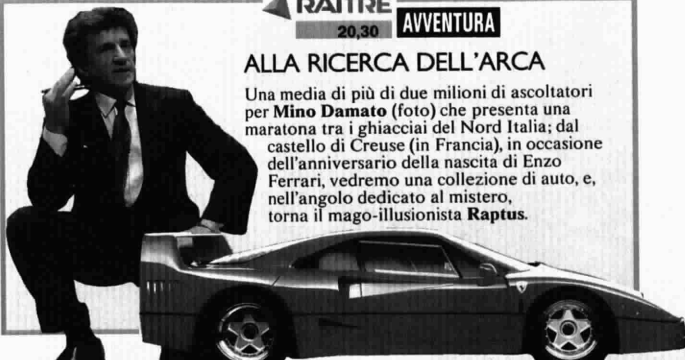 RAITRE
20,30 AVVENTURA
ALLA RICERCA DELL'ARCA
Una media di più di due milioni di ascoltatori
per Mino Damato (foto) che presenta una
maratona tra i ghiacciai del Nord Italia; dal
castello di Creuse (in Francia), in occasione
dell'anniversario della nascita di Enzo
Ferrari, vedremo una collezione di auto, e,
nell'angolo dedicato al mistero,
torna il mago-illusionista Raptus.